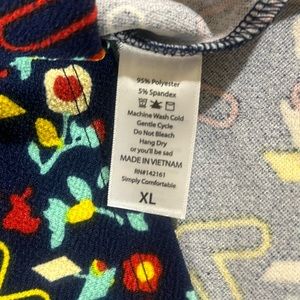 95% Polyester
5% Spandex
Machine Wash Cold
Gentle Cycle
Do Not Bleach
Hang Dry
or you'll be sad
MADE IN VIETNAM
RN#142161
Simply Comfortable
XL